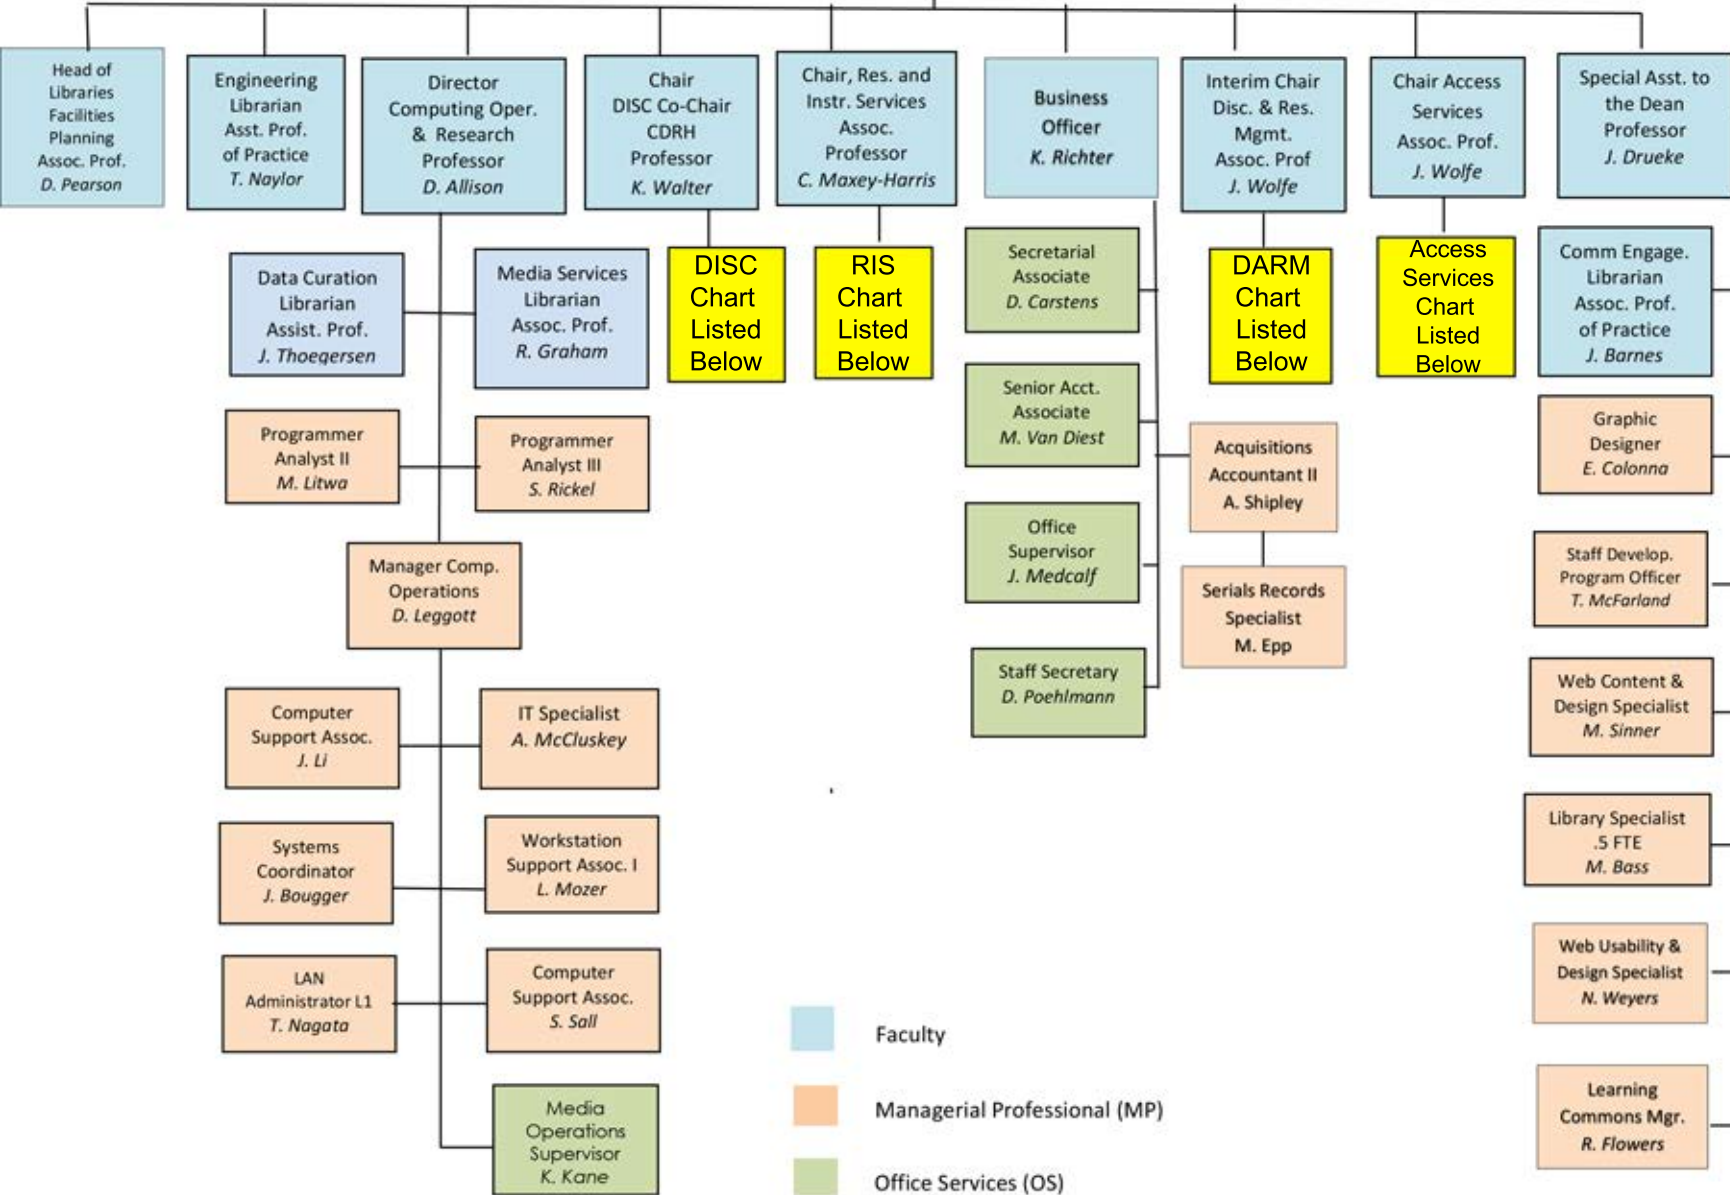 Head of
Libraries
Facilities
Planning
Assoc. Prof.
D. Pearson
Engineering
Librarian
Asst. Prof.
of Practice
T. Naylor
Director
Computing Oper.
& Research
Professor
D. Allison
Chair
DISC Co-Chair
CDRH
Professor
K. Walter
Chair, Res. and
Instr. Services
Assoc.
Professor
C. Maxey-Harris
Business
Officer
K. Richter
Interim Chair
Disc. & Res.
Mgmt.
Assoc. Prof
J. Wolfe
Chair Access
Services
Assoc. Prof.
J. Wolfe
Special Asst. to
the Dean
Professor
J. Drueke
Data Curation
Librarian
Assist. Prof.
J. Thoegersen
Media Services
Librarian
Assoc. Prof.
R. Graham
DISC
Chart
Listed
Below
RIS
Chart
Listed
Below
Secretarial
Associate
D. Carstens
DARM
Chart
Listed
Below
Access
Services
Chart
Listed
Below
Comm Engage.
Librarian
Assoc. Prof.
of Practice
J. Barnes
Programmer
Analyst II
M. Litwa
Programmer
Analyst III
S. Rickel
Senior Acct.
Associate
M. Van Diest
Acquisitions
Accountant II
A. Shipley
Graphic
Designer
E. Colonna
Manager Comp.
Operations
D. Leggott
Office
Supervisor
J. Medcalf
Serials Records
Specialist
M. Epp
Staff Develop.
Program Officer
T. McFarland
Staff Secretary
D. Poehlmann
Web Content &
Design Specialist
M. Sinner
Computer
Support Assoc.
J. Li
IT Specialist
A. McCluskey
Library Specialist
.5 FTE
M. Bass
Systems
Coordinator
J. Bougger
Workstation
Support Assoc. I
L. Mozer
Web Usability &
Design Specialist
N. Weyers
LAN
Administrator L1
T. Nagata
Computer
Support Assoc.
S. Sall
Learning
Commons Mgr.
R. Flowers
Media
Operations
Supervisor
K. Kane
Faculty
Managerial Professional (MP)
Office Services (OS)